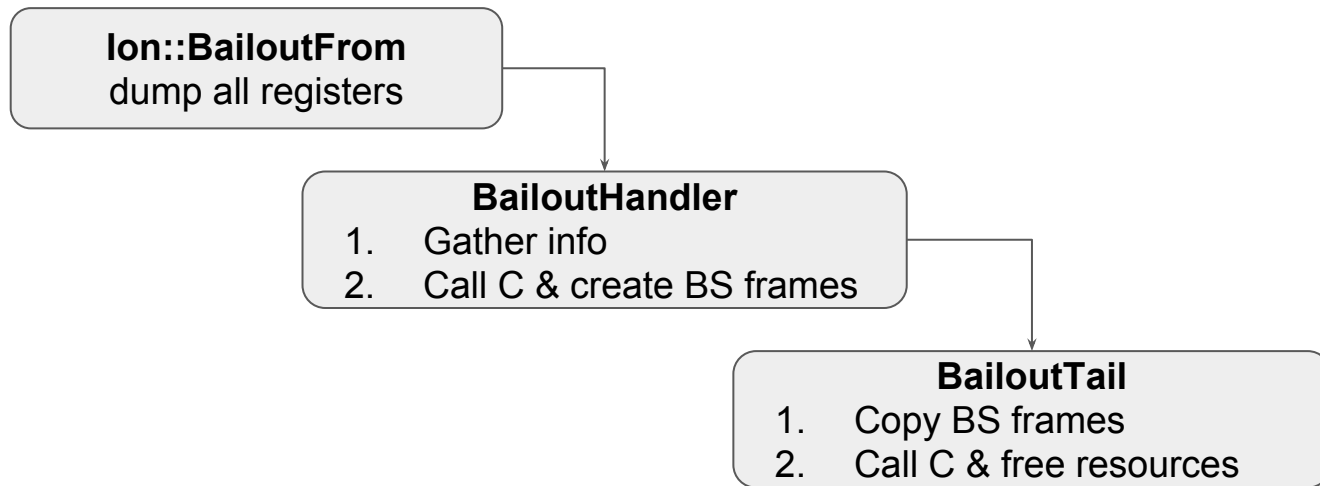 Ion::BailoutFrom
dump all registers
BailoutHandler
1. Gather info
2. Call C & create BS frames
BailoutTail
1. Copy BS frames
2. Call C & free resources